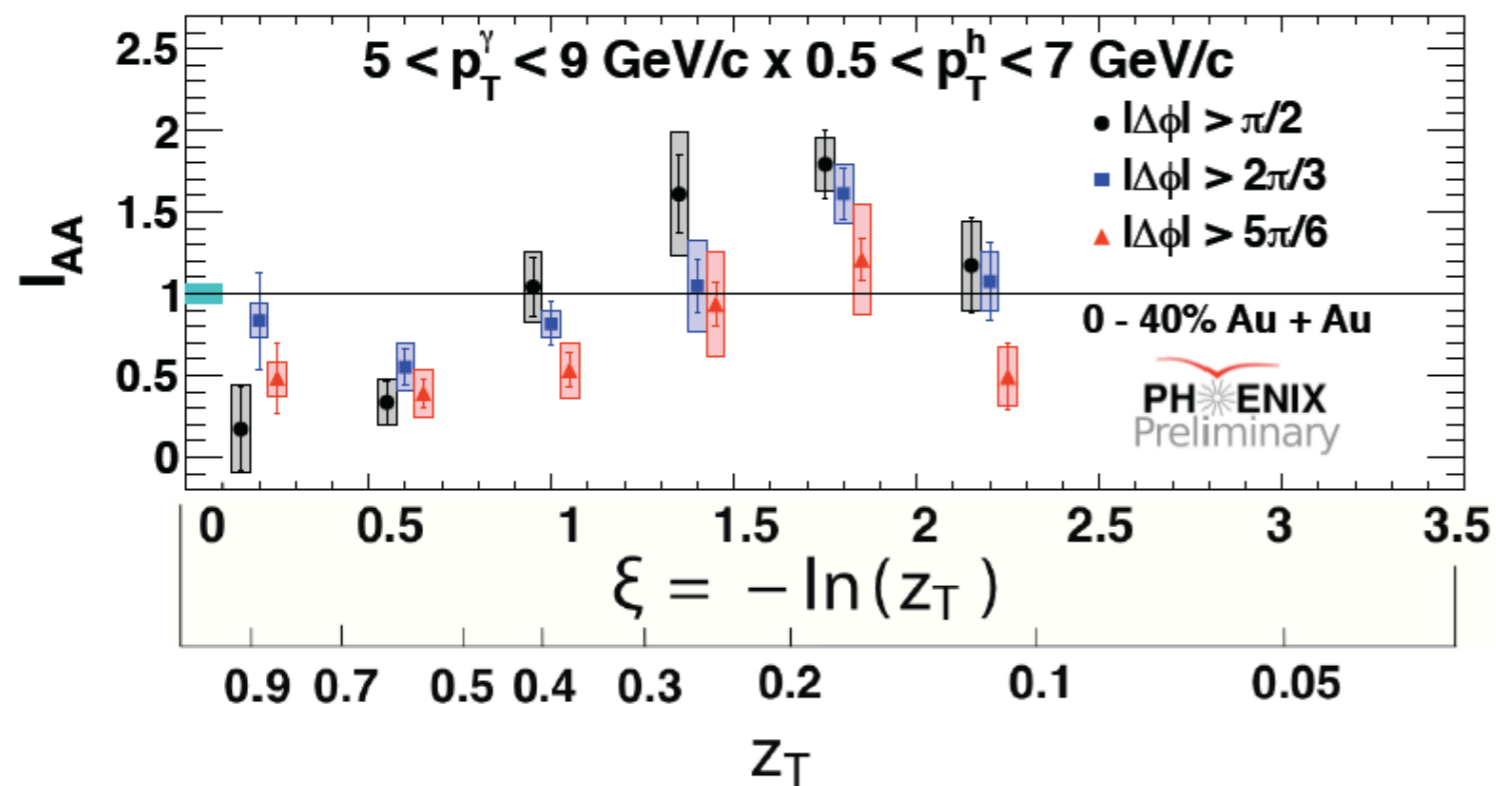 5 < p_T^γ < 9 GeV/c x 0.5 < p_T^h < 7 GeV/c
|Δϕ| > π/2
|Δϕ| > 2π/3
|Δϕ| > 5π/6
I_AA
2.5
2
1.5
1
0.5
0
0 - 40% Au + Au
PHENIX
Preliminary
0 0.5 1 1.5 2 2.5 3 3.5
ξ = −ln(z_T)
0.9 0.7 0.5 0.4 0.3 0.2 0.1 0.05
z_T